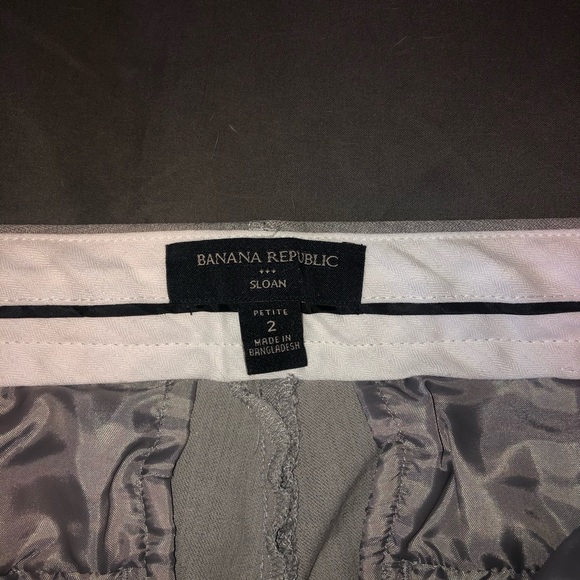 BANANA REPUBLIC
SLOAN
PETITE
2
MADE IN
BANGLADESH